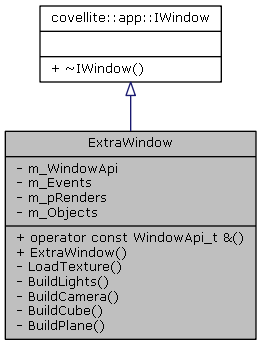 covellite::app::IWindow
+ ~IWindow()
ExtraWindow
- m_WindowApi
- m_Events
- m_pRenders
- m_Objects
+ operator const WindowApi_t &()
+ ExtraWindow()
- LoadTexture()
- BuildLights()
- BuildCamera()
- BuildCube()
- BuildPlane()